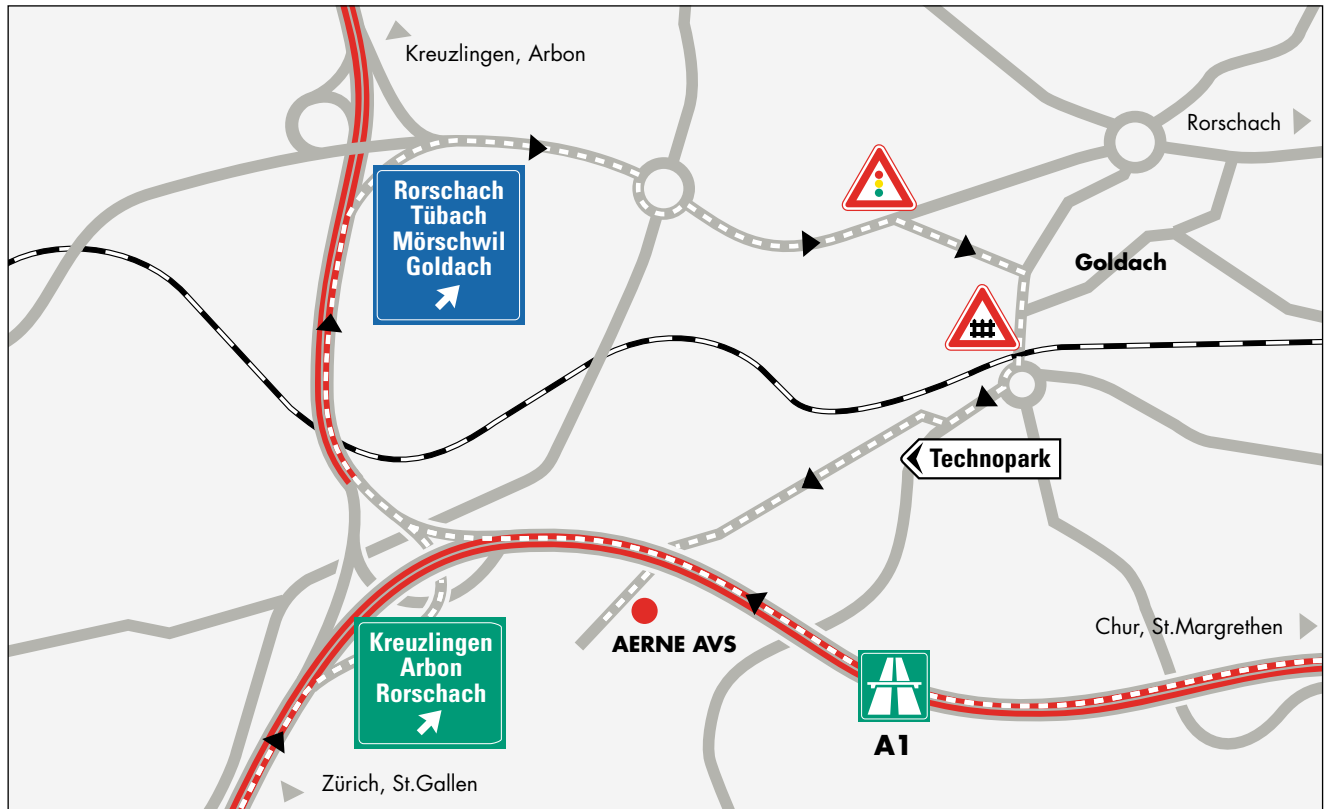 Kreuzlingen, Arbon
Rorschach
Rorschach
Tübach
Mörschwil
Goldach
Goldach
Technopark
Kreuzlingen
Arbon
Rorschach
AERNE AVS
Chur, St.Margrethen
A1
Zürich, St.Gallen